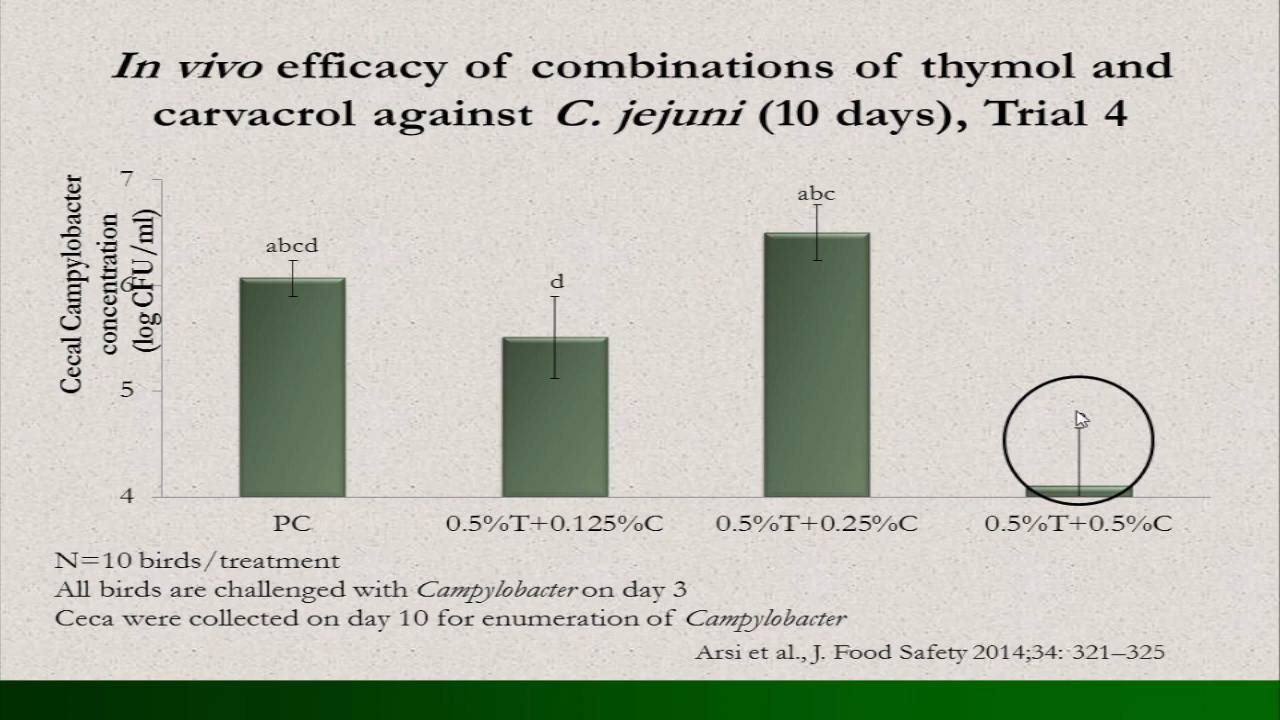 In vivo efficacy of combinations of thymol and
carvacrol against C. jejuni (10 days), Trial 4
Cecal Campylobacter
concentration
(log CFU/ml)
7
6
5
4
abcd
d
abc
PC
0.5%T+0.125%C
0.5%T+0.25%C
0.5%T+0.5%C
N=10 birds/treatment
All birds are challenged with Campylobacter on day 3
Ceca were collected on day 10 for enumeration of Campylobacter
Arsi et al., J. Food Safety 2014;34: 321–325